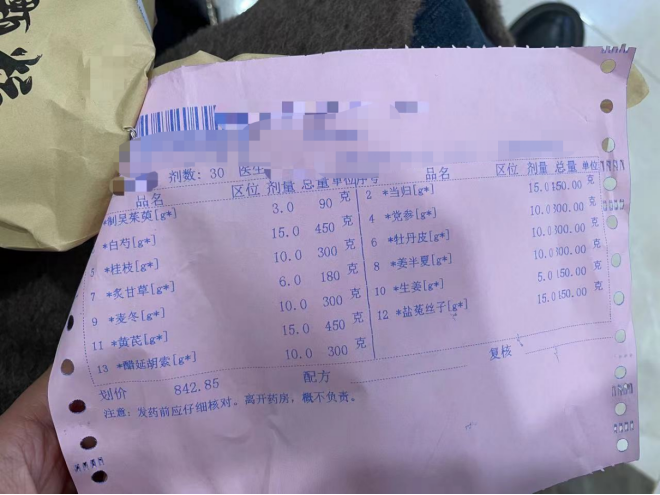 剂数: 30 医生
品名 区位 剂量 总量 单位 序号 品名 区位 剂量 总量 单位
*制吴茱萸[g*] 3.0 90 克 2 *当归[g*] 15.0 450.00 克
*白芍[g*] 15.0 450 克 4 *党参[g*] 10.0 300.00 克
5 *桂枝[g*] 10.0 300 克 6 *牡丹皮[g*] 10.0 300.00 克
7 *炙甘草[g*] 6.0 180 克 8 *姜半夏[g*] 10.0 300.00 克
9 *麦冬[g*] 10.0 300 克 10 *生姜[g*] 5.0 150.00 克
11 *黄芪[g*] 15.0 450 克 12 *盐菟丝子[g*] 15.0 450.00 克
13 *醋延胡索[g*] 10.0 300 克
划价 842.85 配方 复核
注意: 发药前应仔细核对。离开药房，概不负责。